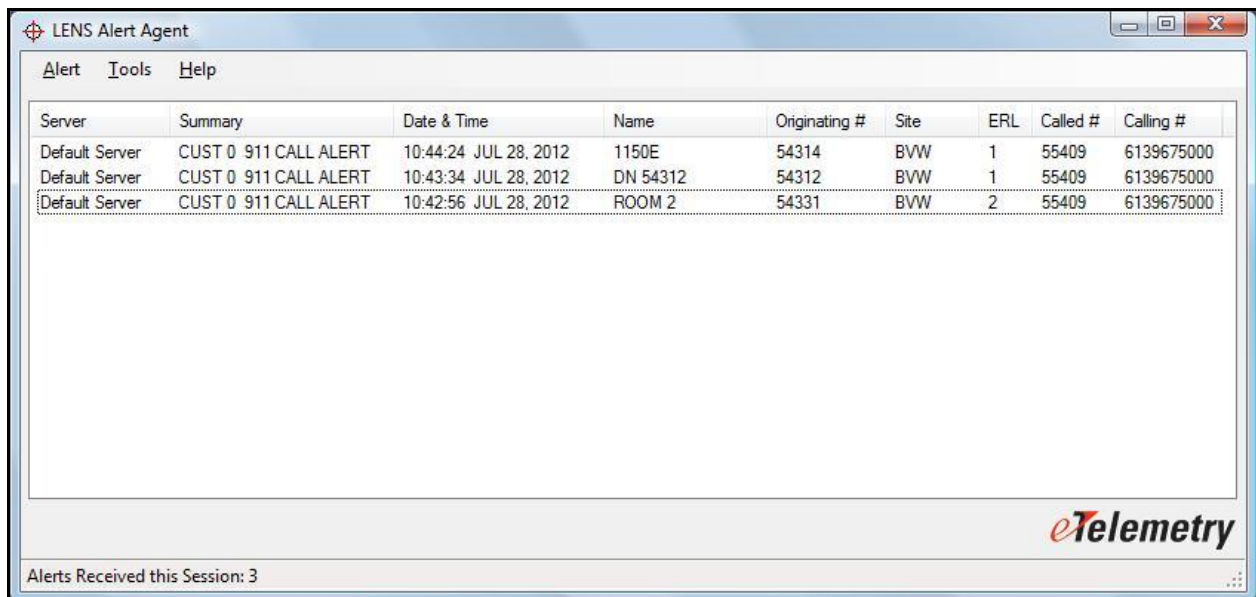 LENS Alert Agent
Alert Tools Help
Server Summary Date & Time Name Originating # Site ERL Called # Calling #
Default Server CUST 0 911 CALL ALERT 10:44:24 JUL 28, 2012 1150E 54314 BVW 1 55409 6139675000
Default Server CUST 0 911 CALL ALERT 10:43:34 JUL 28, 2012 DN 54312 54312 BVW 1 55409 6139675000
Default Server CUST 0 911 CALL ALERT 10:42:56 JUL 28, 2012 ROOM 2 54331 BVW 2 55409 6139675000
eTelemetry
Alerts Received this Session: 3